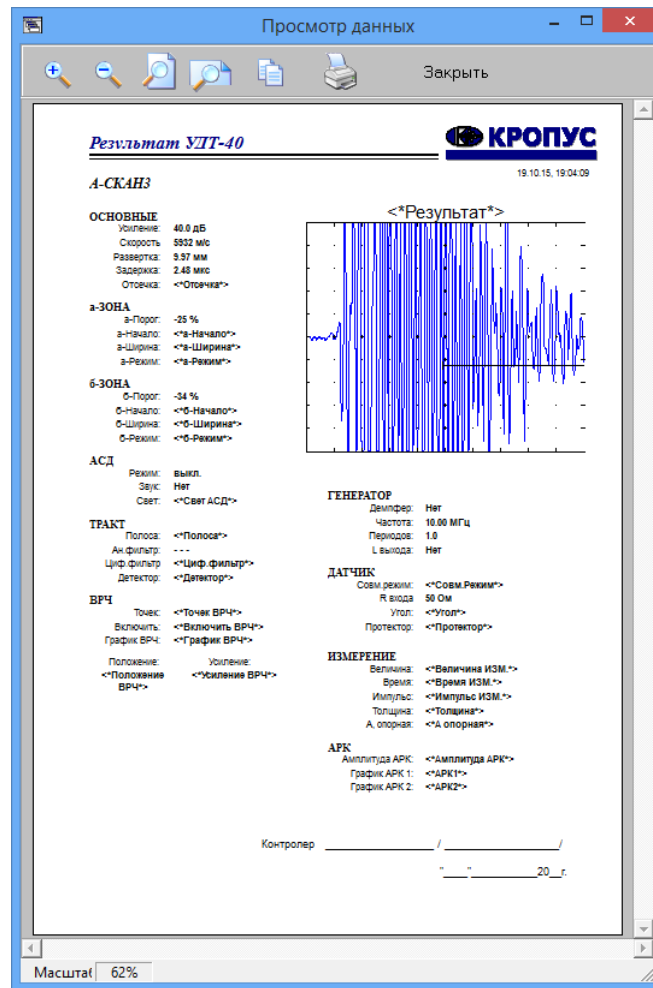 Просмотр данных
Закрыть
Результат УДТ-40
КРОПУС
19.10.15, 19:04:09
А-СКАН3
ОСНОВНЫЕ
Усиление: 40.0 дБ
Скорость 5932 м/с
Развертка: 9.97 мм
Задержка: 2.48 мкс
Отсечка: <*Отсечка*>
а-ЗОНА
а-Порог: -25 %
а-Начало: <*а-Начало*>
а-Ширина: <*а-Ширина*>
а-Режим: <*а-Режим*>
б-ЗОНА
б-Порог: -34 %
б-Начало: <*б-Начало*>
б-Ширина: <*б-Ширина*>
б-Режим: <*б-Режим*>
АСД
Режим: выкл.
Звук: Нет
Свет: <*Свет АСД*>
ТРАКТ
Полоса: <*Полоса*>
Ан.фильтр: - - -
Циф.фильтр <*Циф.фильтр*>
Детектор: <*Детектор*>
ВРЧ
Точек: <*Точек ВРЧ*>
Включить: <*Включить ВРЧ*>
График ВРЧ: <*График ВРЧ*>
Положение: Усиление:
<*Положение ВРЧ*> <*Усиление ВРЧ*>
<*Результат*>
ГЕНЕРАТОР
Демпфер: Нет
Частота: 10.00 МГц
Периодов: 1.0
L выхода: Нет
ДАТЧИК
Совм.режим: <*Совм.Режим*>
R входа 50 Ом
Угол: <*Угол*>
Протектор: <*Протектор*>
ИЗМЕРЕНИЕ
Величина: <*Величина ИЗМ.*>
Время: <*Время ИЗМ.*>
Импульс: <*Импульс ИЗМ.*>
Толщина: <*Толщина*>
А, опорная: <*А опорная*>
АРК
Амплитуда АРК: <*Амплитуда АРК*>
График АРК 1: <*АРК1*>
График АРК 2: <*АРК2*>
Контролер ____________ / ____________/
"____"____________20__г.
Масштаб 62%